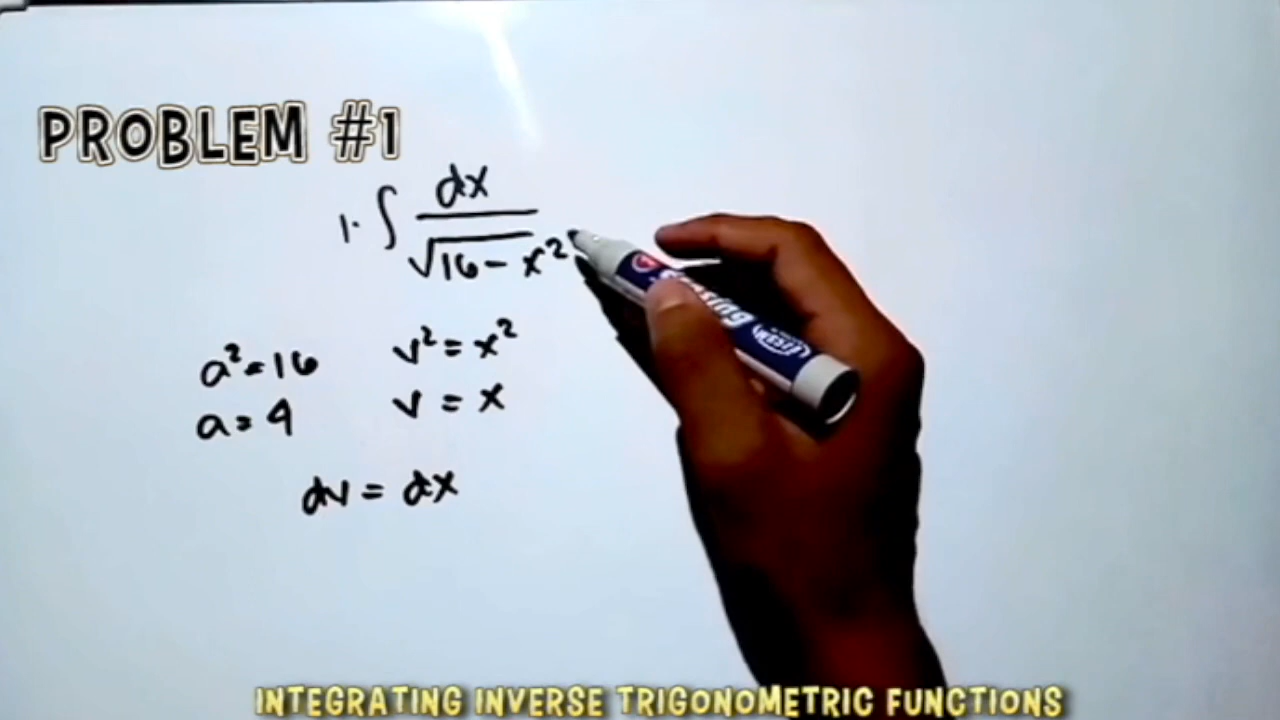 PROBLEM #1
1. ∫ dx
√16 - x²
a² = 16 v² = x²
a = 4 v = x
dv = dx
INTEGRATING INVERSE TRIGONOMETRIC FUNCTIONS